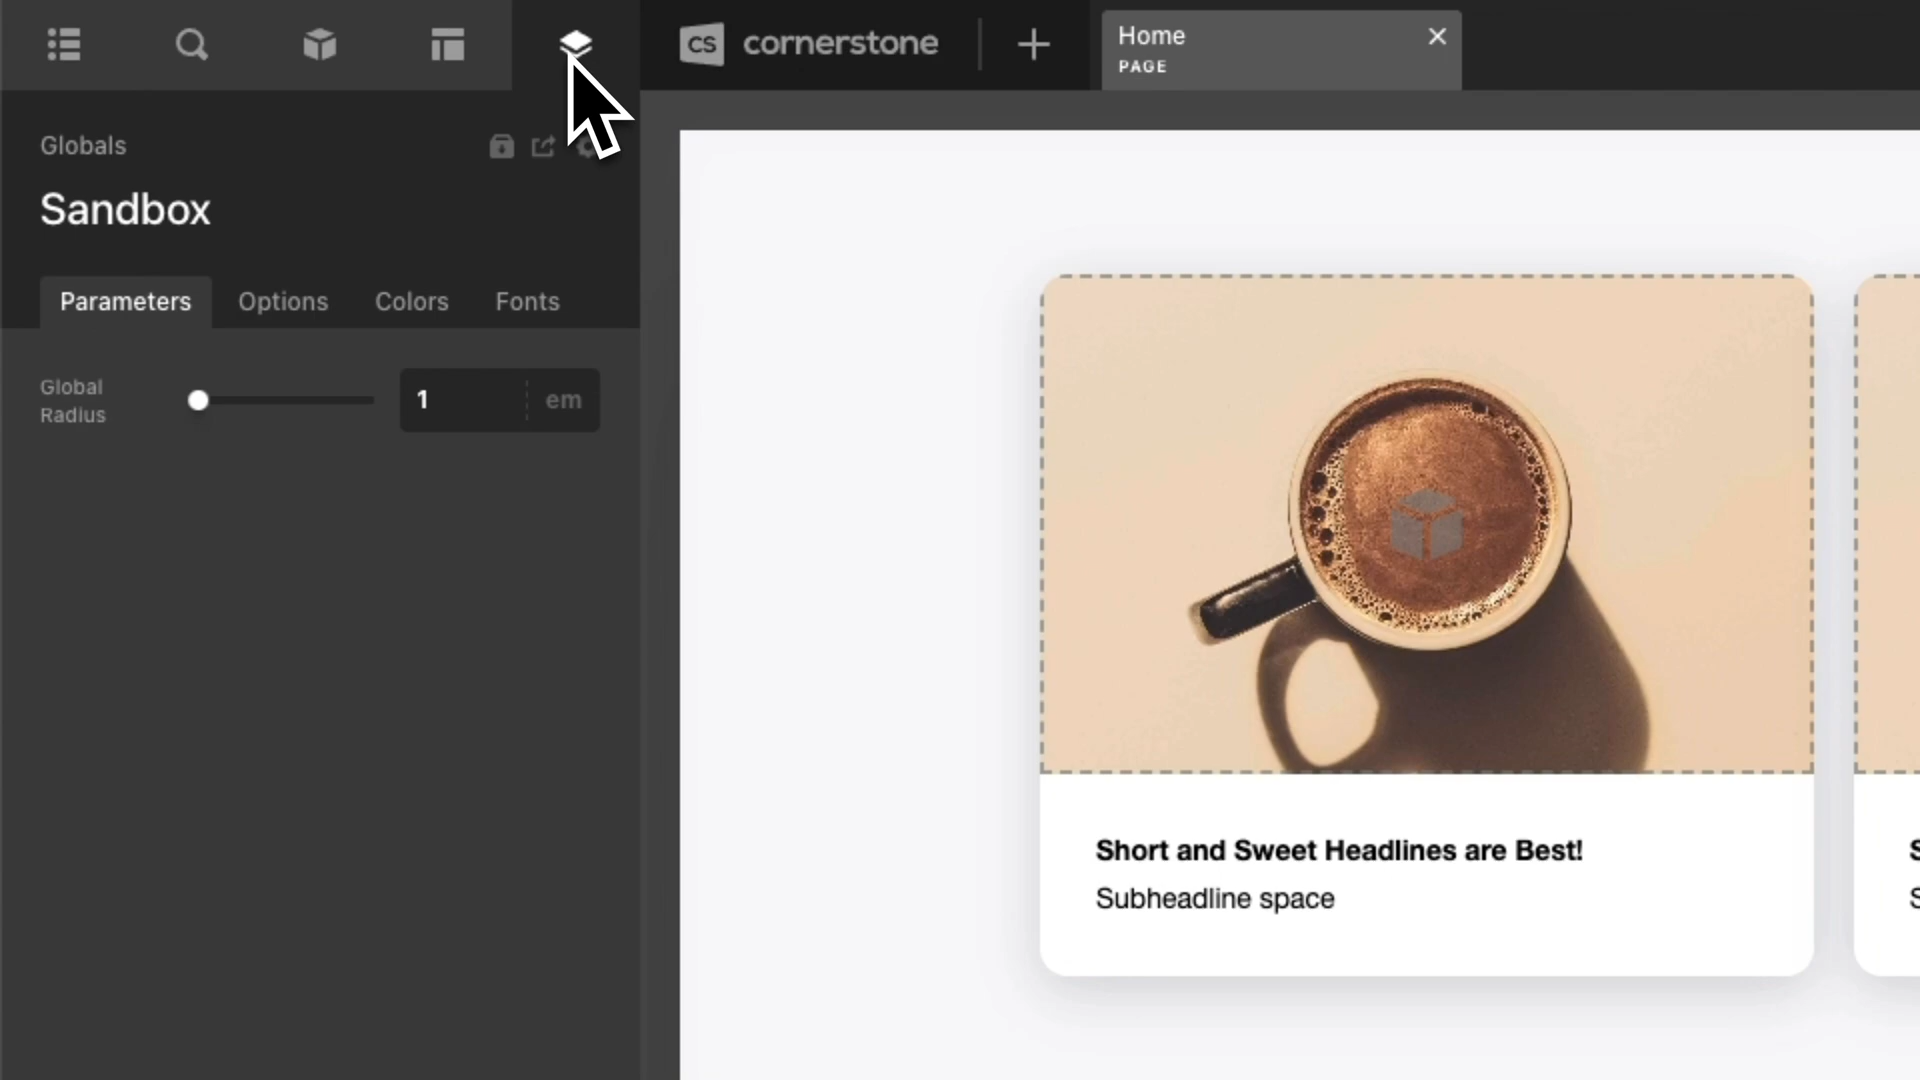 CS cornerstone
Home
PAGE
Globals
Sandbox
Parameters Options Colors Fonts
Global
Radius
1 em
Short and Sweet Headlines are Best!
Subheadline space
S
S